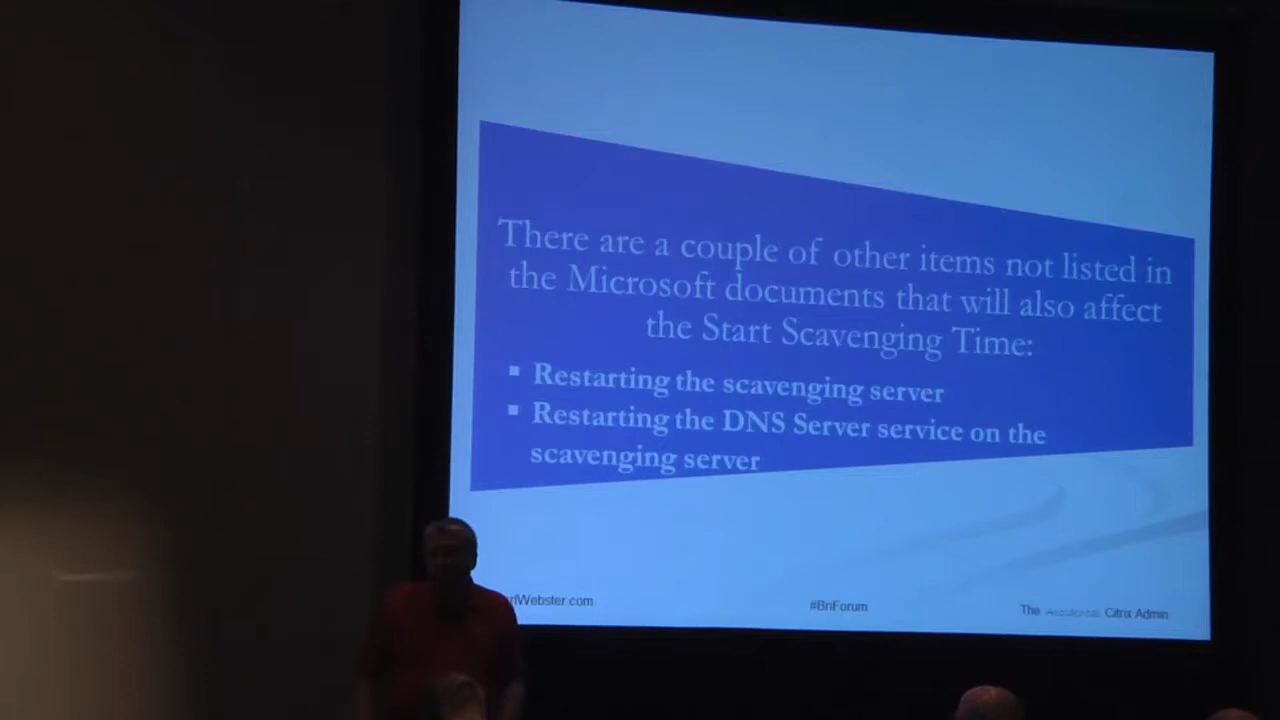 There are a couple of other items not listed in
the Microsoft documents that will also affect
the Start Scavenging Time:
▪ Restarting the scavenging server
▪ Restarting the DNS Server service on the
scavenging server
rlWebster.com
#BriForum
The Accidental Citrix Admin